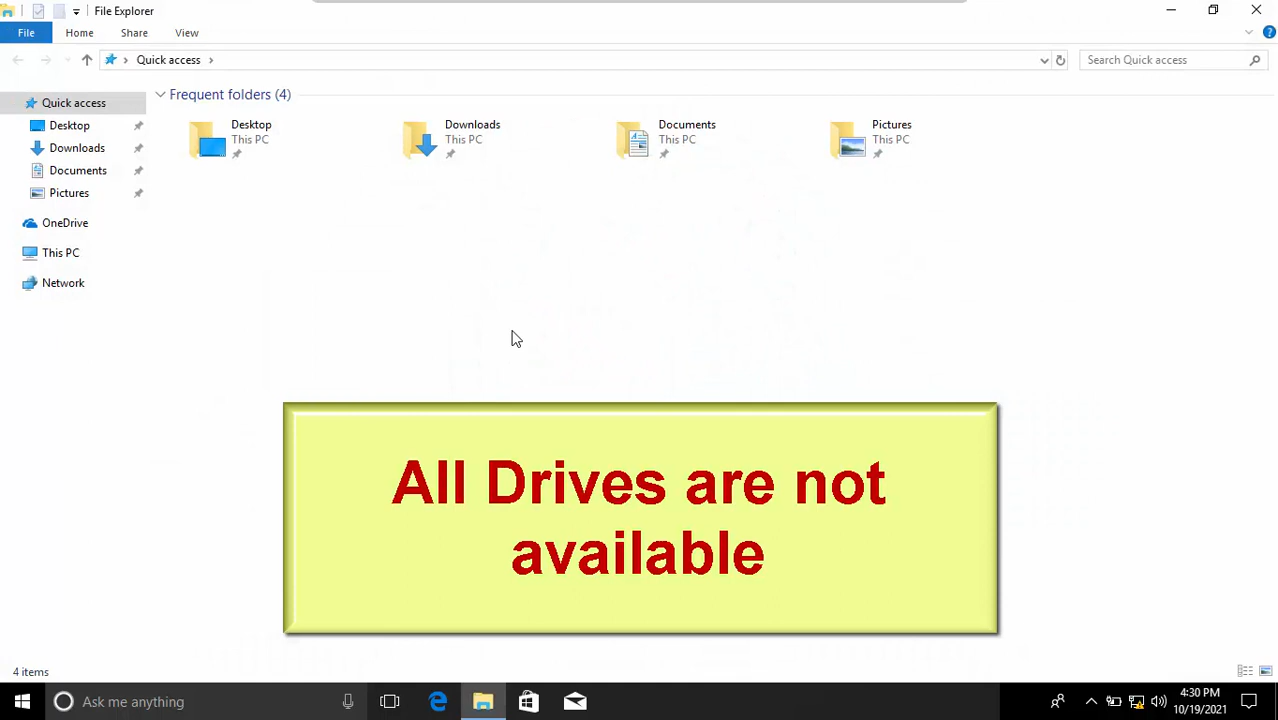 File Explorer
File Home Share View
Quick access
Search Quick access
Quick access
Desktop
Downloads
Documents
Pictures
OneDrive
This PC
Network
Frequent folders (4)
Desktop
This PC
Downloads
This PC
Documents
This PC
Pictures
This PC
All Drives are not
available
4 items
Ask me anything
4:30 PM
10/19/2021